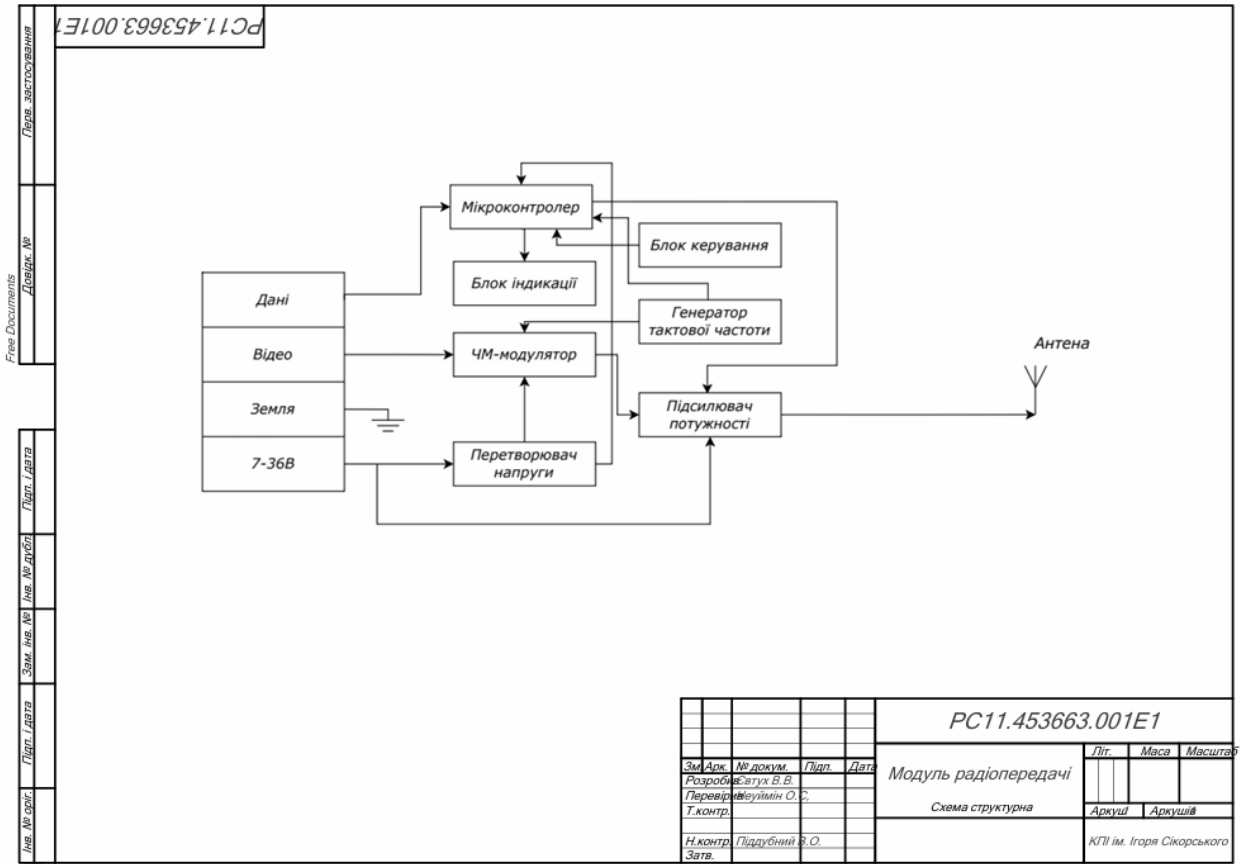 РС11.453663.001Е1
Перв. застосування
Довідк. №
Free Documents
Підп. і дата
Інв. № дубл.
Зам. інв. №
Підп. і дата
Інв. № оріг.
Мікроконтролер
Блок керування
Блок індикації
Дані
Генератор
тактової частоти
Відео
ЧМ-модулятор
Антена
Земля
Підсилювач
потужності
7-36В
Перетворювач
напруги
РС11.453663.001Е1
Зм. Арк. № докум. Підп. Дата
Розробив Євтух В.В.
Перевірив Неуймін О.С.
Т.контр.
Н.контр. Піддубний В.О.
Затв.
Модуль радіопередачі
Схема структурна
Літ. Маса Масштаб
Аркуш 1 Аркушів
КПІ ім. Ігоря Сікорського